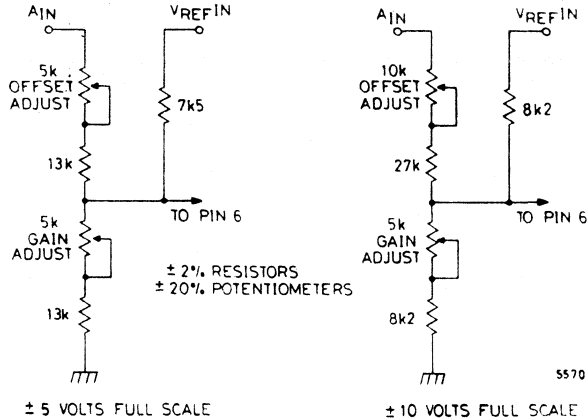 AIN
VREFIN
5k
OFFSET
ADJUST
7k5
13k
TO PIN 6
5k
GAIN
ADJUST
13k
± 2% RESISTORS
± 20% POTENTIOMETERS
± 5 VOLTS FULL SCALE
AIN
VREFIN
10k
OFFSET
ADJUST
8k2
27k
TO PIN 6
5k
GAIN
ADJUST
8k2
5570
± 10 VOLTS FULL SCALE